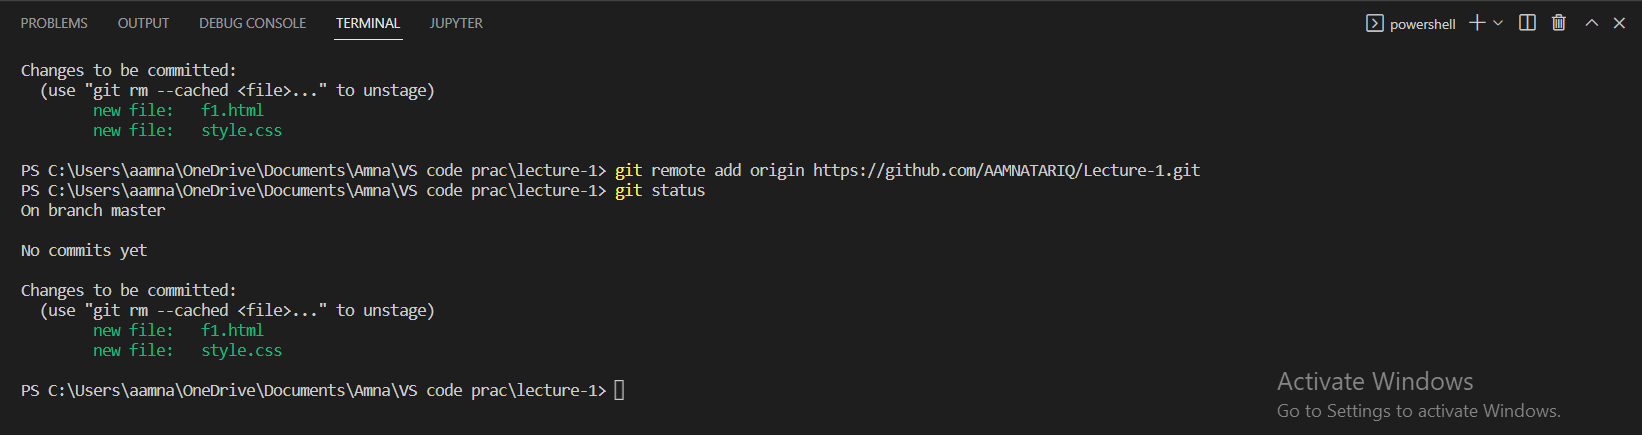 PROBLEMS OUTPUT DEBUG CONSOLE TERMINAL JUPYTER powershell
Changes to be committed:
  (use "git rm --cached <file>..." to unstage)
        new file:   f1.html
        new file:   style.css
PS C:\Users\aamna\OneDrive\Documents\Amna\VS code prac\lecture-1> git remote add origin https://github.com/AAMNATARIQ/Lecture-1.git
PS C:\Users\aamna\OneDrive\Documents\Amna\VS code prac\lecture-1> git status
On branch master
No commits yet
Changes to be committed:
  (use "git rm --cached <file>..." to unstage)
        new file:   f1.html
        new file:   style.css
PS C:\Users\aamna\OneDrive\Documents\Amna\VS code prac\lecture-1>
Activate Windows
Go to Settings to activate Windows.